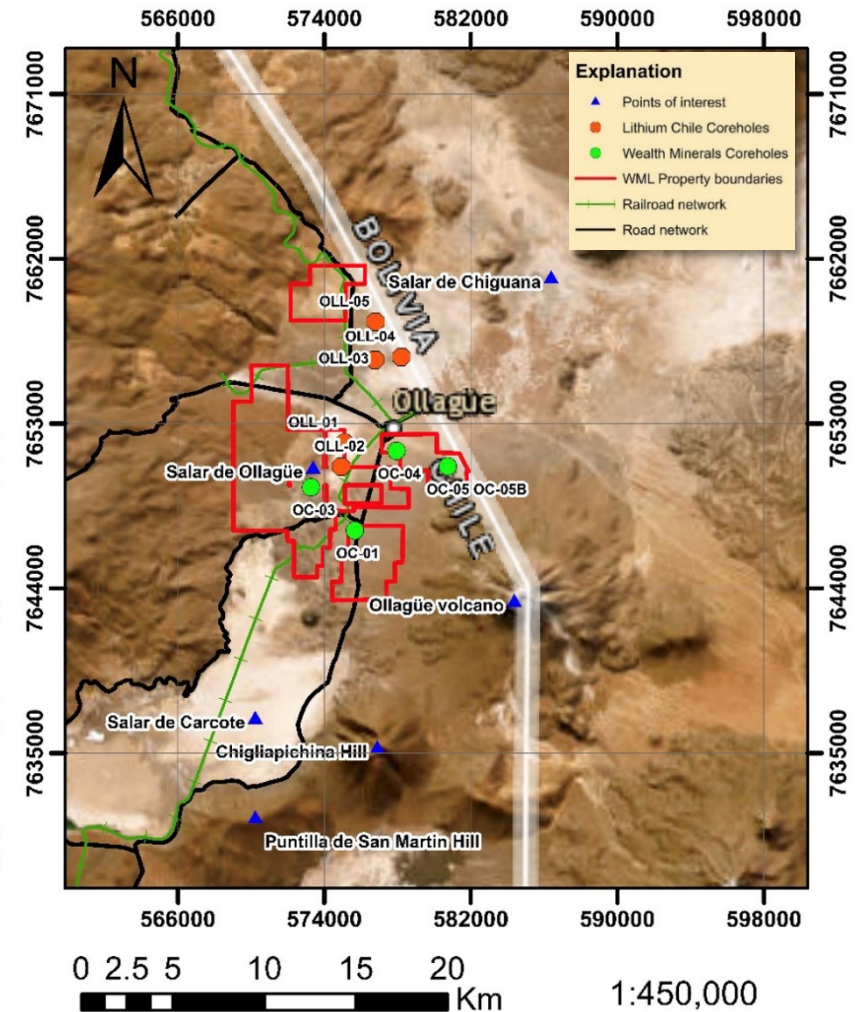 566000 574000 582000 590000 598000
N
Explanation
Points of interest
Lithium Chile Coreholes
Wealth Minerals Coreholes
WML Property boundaries
Railroad network
Road network
7671000 7671000
7662000 7662000
7653000 7653000
7644000 7644000
7635000 7635000
BOLIVIA
Salar de Chiguana
OLL-05
OLL-04
OLL-03
Ollagüe
OLL-01
OLL-02
Salar de Ollagüe
OC-04
OC-05 OC-05B
OC-03
CHILE
OC-01
Ollagüe volcano
Salar de Carcote
Chigliapichina Hill
Puntilla de San Martin Hill
566000 574000 582000 590000 598000
0 2.5 5 10 15 20
Km
1:450,000